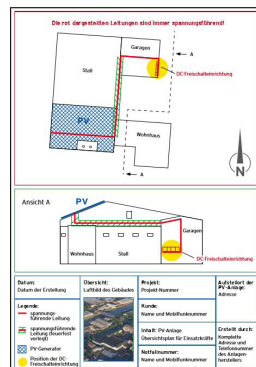 Die rot dargestellten Leitungen sind immer spannungsführend!
Garagen
A
DC-Freischalteinrichtung
Stall
PV
Wohnhaus
A
N
Ansicht A
PV
Garagen
Wohnhaus
Stall
DC-Freischalteinrichtung
Datum:
Datum der Erstellung
Legende:
spannungs-
führende Leitung
spannungsführende
Leitung (feuerfest
verlegt)
PV-Generator
Position der DC-
Freischalteinrichtung
Übersicht:
Luftbild des Gebäudes
Projekt:
Projekt-Nummer
Kunde:
Name und Mobilfunknummer
Inhalt: PV-Anlage
Übersichtsplan für Einsatzkräfte
Notfallnummer:
Name und Mobilfunknummer
Aufstellort der
PV-Anlage:
Adresse
Erstellt durch:
Komplette
Adresse und
Telefonnummer
des Anlagen-
herstellers